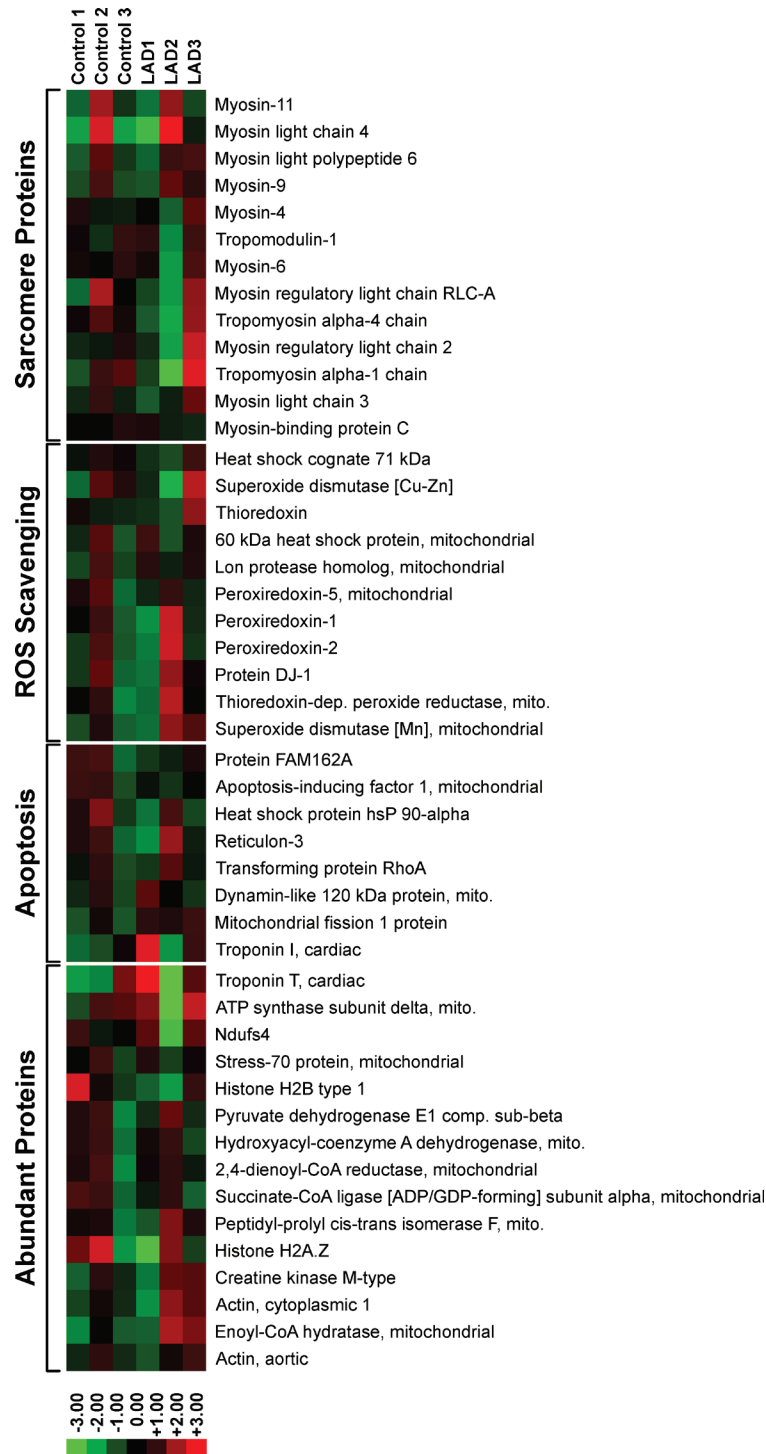 Control 1
Control 2
Control 3
LAD1
LAD2
LAD3
Sarcomere Proteins
Myosin-11
Myosin light chain 4
Myosin light polypeptide 6
Myosin-9
Myosin-4
Tropomodulin-1
Myosin-6
Myosin regulatory light chain RLC-A
Tropomyosin alpha-4 chain
Myosin regulatory light chain 2
Tropomyosin alpha-1 chain
Myosin light chain 3
Myosin-binding protein C
ROS Scavenging
Heat shock cognate 71 kDa
Superoxide dismutase [Cu-Zn]
Thioredoxin
60 kDa heat shock protein, mitochondrial
Lon protease homolog, mitochondrial
Peroxiredoxin-5, mitochondrial
Peroxiredoxin-1
Peroxiredoxin-2
Protein DJ-1
Thioredoxin-dep. peroxide reductase, mito.
Superoxide dismutase [Mn], mitochondrial
Apoptosis
Protein FAM162A
Apoptosis-inducing factor 1, mitochondrial
Heat shock protein hsP 90-alpha
Reticulon-3
Transforming protein RhoA
Dynamin-like 120 kDa protein, mito.
Mitochondrial fission 1 protein
Troponin I, cardiac
Abundant Proteins
Troponin T, cardiac
ATP synthase subunit delta, mito.
Ndufs4
Stress-70 protein, mitochondrial
Histone H2B type 1
Pyruvate dehydrogenase E1 comp. sub-beta
Hydroxyacyl-coenzyme A dehydrogenase, mito.
2,4-dienoyl-CoA reductase, mitochondrial
Succinate-CoA ligase [ADP/GDP-forming] subunit alpha, mitochondrial
Peptidyl-prolyl cis-trans isomerase F, mito.
Histone H2A.Z
Creatine kinase M-type
Actin, cytoplasmic 1
Enoyl-CoA hydratase, mitochondrial
Actin, aortic
-3.00
-2.00
-1.00
0.00
+1.00
+2.00
+3.00